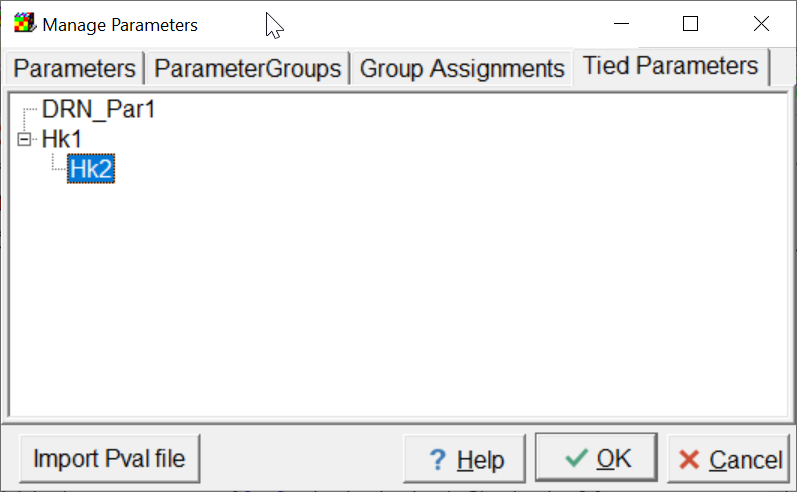 Manage Parameters
Parameters ParameterGroups Group Assignments Tied Parameters
DRN_Par1
Hk1
Hk2
Import Pval file ? Help OK Cancel